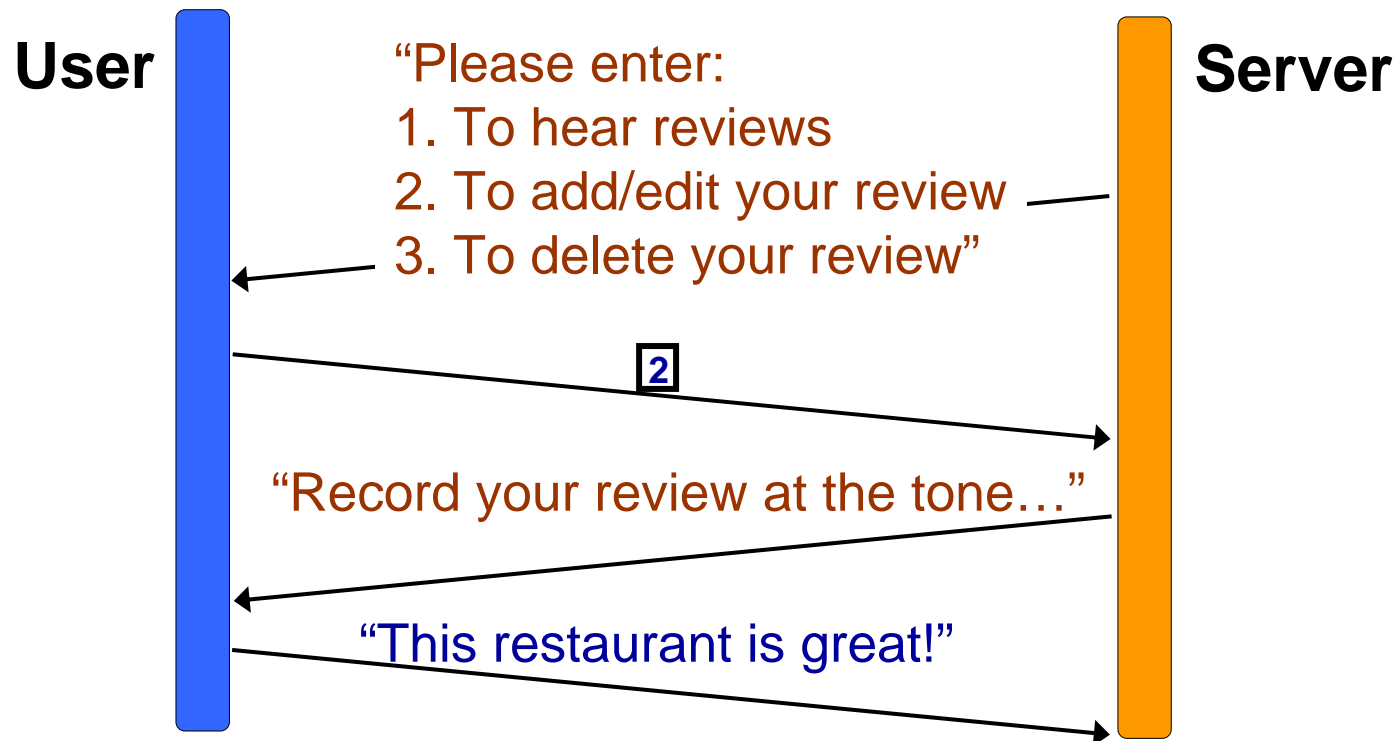 User
Server
“Please enter:
1. To hear reviews
2. To add/edit your review
3. To delete your review”
2
“Record your review at the tone…”
“This restaurant is great!”